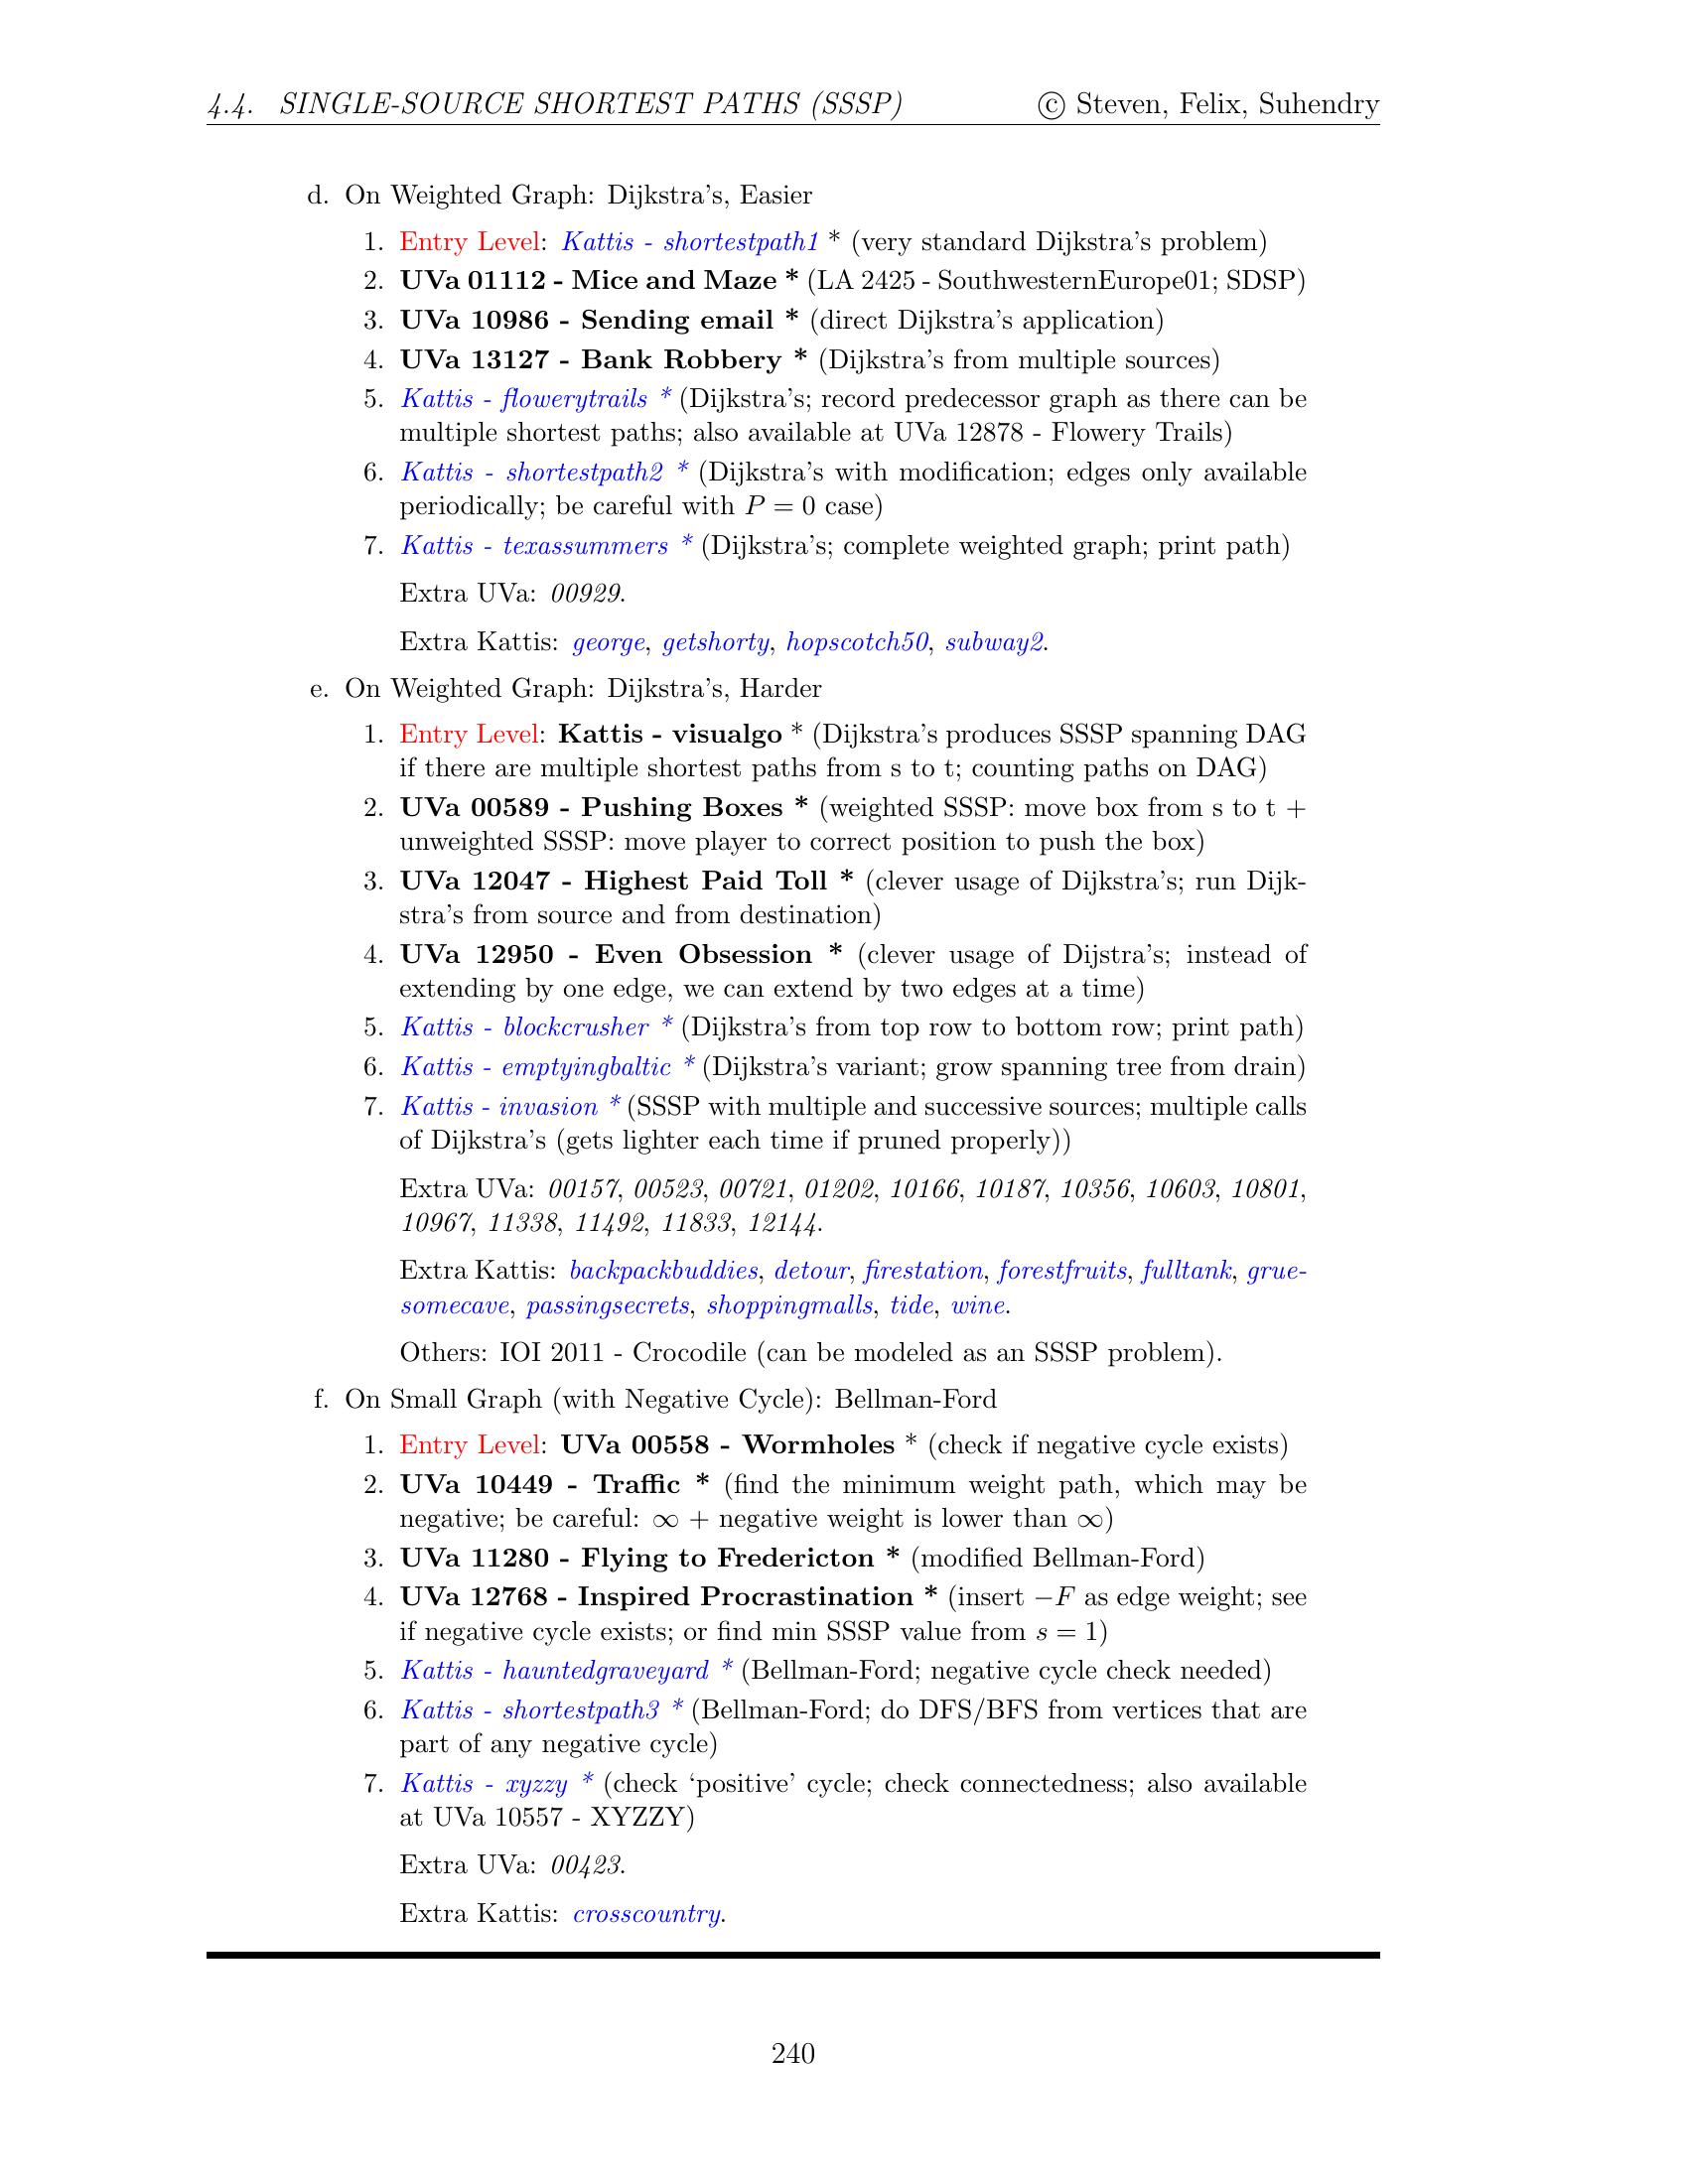 4.4. SINGLE-SOURCE SHORTEST PATHS (SSSP) © Steven, Felix, Suhendry
d. On Weighted Graph: Dijkstra's, Easier
1. Entry Level: Kattis - shortestpath1 * (very standard Dijkstra's problem)
2. UVa 01112 - Mice and Maze * (LA 2425 - SouthwesternEurope01; SDSP)
3. UVa 10986 - Sending email * (direct Dijkstra's application)
4. UVa 13127 - Bank Robbery * (Dijkstra's from multiple sources)
5. Kattis - flowerytrails * (Dijkstra's; record predecessor graph as there can be
multiple shortest paths; also available at UVa 12878 - Flowery Trails)
6. Kattis - shortestpath2 * (Dijkstra's with modification; edges only available
periodically; be careful with P = 0 case)
7. Kattis - texassummers * (Dijkstra's; complete weighted graph; print path)
Extra UVa: 00929.
Extra Kattis: george, getshorty, hopscotch50, subway2.
e. On Weighted Graph: Dijkstra's, Harder
1. Entry Level: Kattis - visualgo * (Dijkstra's produces SSSP spanning DAG
if there are multiple shortest paths from s to t; counting paths on DAG)
2. UVa 00589 - Pushing Boxes * (weighted SSSP: move box from s to t +
unweighted SSSP: move player to correct position to push the box)
3. UVa 12047 - Highest Paid Toll * (clever usage of Dijkstra's; run Dijk-
stra's from source and from destination)
4. UVa 12950 - Even Obsession * (clever usage of Dijstra's; instead of
extending by one edge, we can extend by two edges at a time)
5. Kattis - blockcrusher * (Dijkstra's from top row to bottom row; print path)
6. Kattis - emptyingbaltic * (Dijkstra's variant; grow spanning tree from drain)
7. Kattis - invasion * (SSSP with multiple and successive sources; multiple calls
of Dijkstra's (gets lighter each time if pruned properly))
Extra UVa: 00157, 00523, 00721, 01202, 10166, 10187, 10356, 10603, 10801,
10967, 11338, 11492, 11833, 12144.
Extra Kattis: backpackbuddies, detour, firestation, forestfruits, fulltank, grue-
somecave, passingsecrets, shoppingmalls, tide, wine.
Others: IOI 2011 - Crocodile (can be modeled as an SSSP problem).
f. On Small Graph (with Negative Cycle): Bellman-Ford
1. Entry Level: UVa 00558 - Wormholes * (check if negative cycle exists)
2. UVa 10449 - Traffic * (find the minimum weight path, which may be
negative; be careful: ∞ + negative weight is lower than ∞)
3. UVa 11280 - Flying to Fredericton * (modified Bellman-Ford)
4. UVa 12768 - Inspired Procrastination * (insert −F as edge weight; see
if negative cycle exists; or find min SSSP value from s = 1)
5. Kattis - hauntedgraveyard * (Bellman-Ford; negative cycle check needed)
6. Kattis - shortestpath3 * (Bellman-Ford; do DFS/BFS from vertices that are
part of any negative cycle)
7. Kattis - xyzzy * (check ‘positive’ cycle; check connectedness; also available
at UVa 10557 - XYZZY)
Extra UVa: 00423.
Extra Kattis: crosscountry.
240